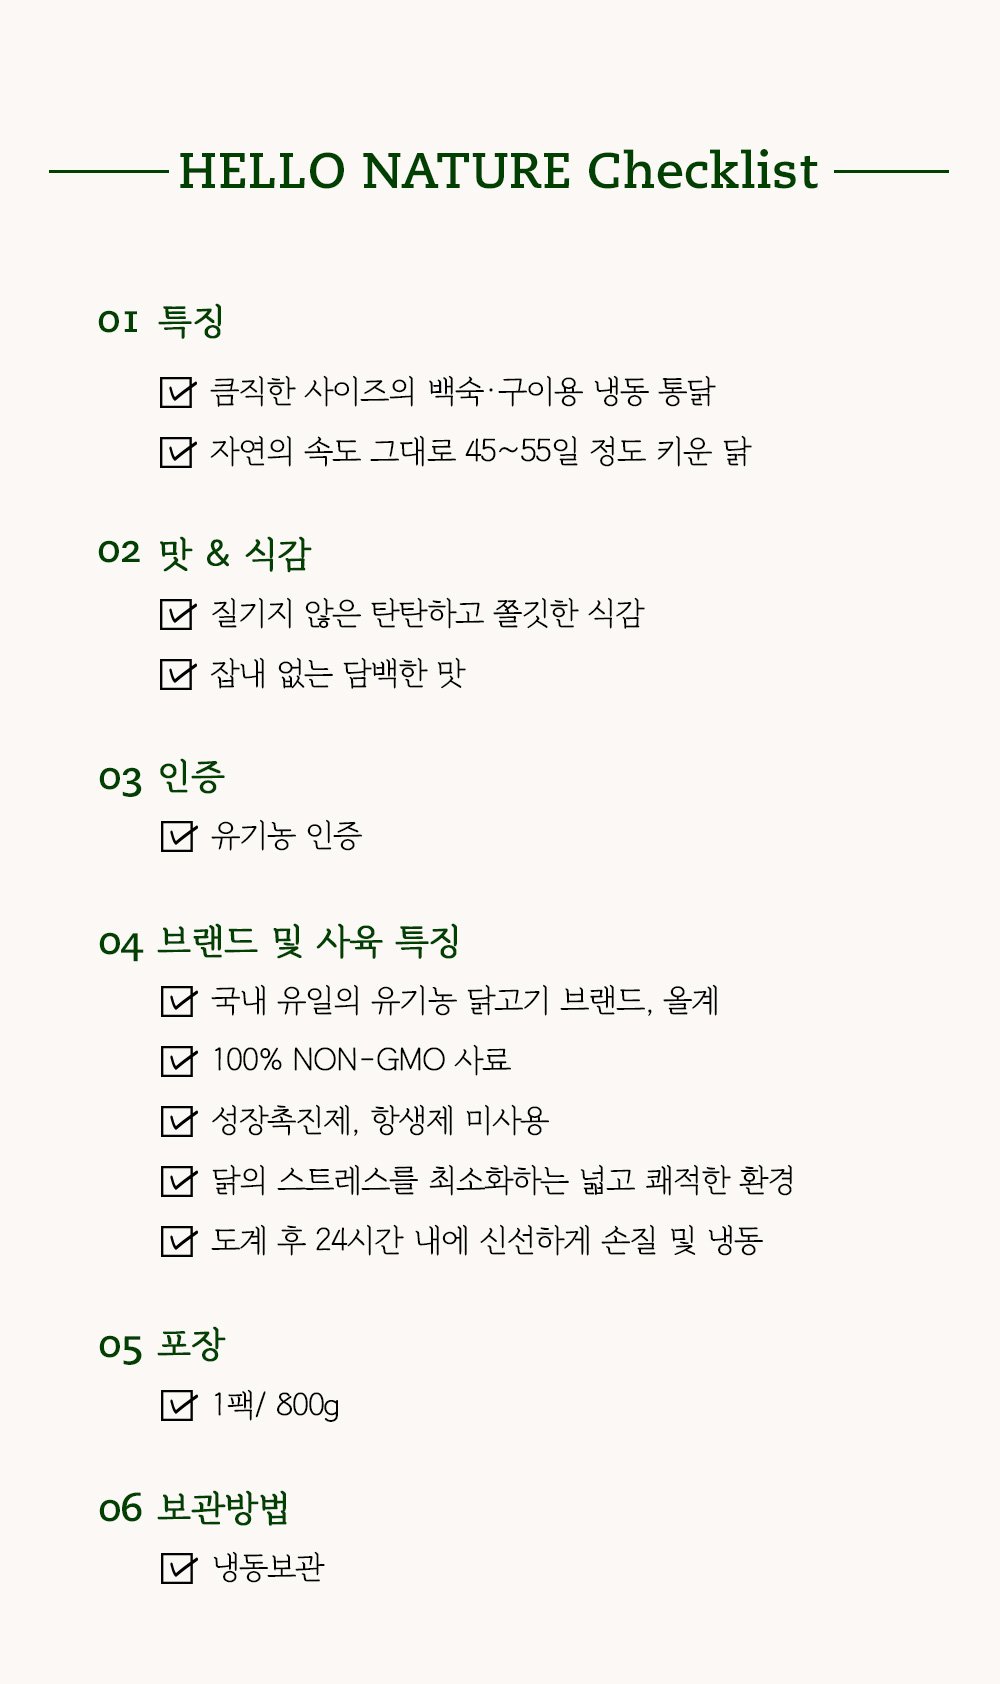 HELLO NATURE Checklist
01 특징
큼직한 사이즈의 백숙·구이용 냉동 통닭
자연의 속도 그대로 45~55일 정도 키운 닭
02 맛 & 식감
질기지 않은 탄탄하고 쫄깃한 식감
잡내 없는 담백한 맛
03 인증
유기농 인증
04 브랜드 및 사육 특징
국내 유일의 유기농 닭고기 브랜드, 올계
100% NON-GMO 사료
성장촉진제, 항생제 미사용
닭의 스트레스를 최소화하는 넓고 쾌적한 환경
도계 후 24시간 내에 신선하게 손질 및 냉동
05 포장
1팩/ 800g
06 보관방법
냉동보관